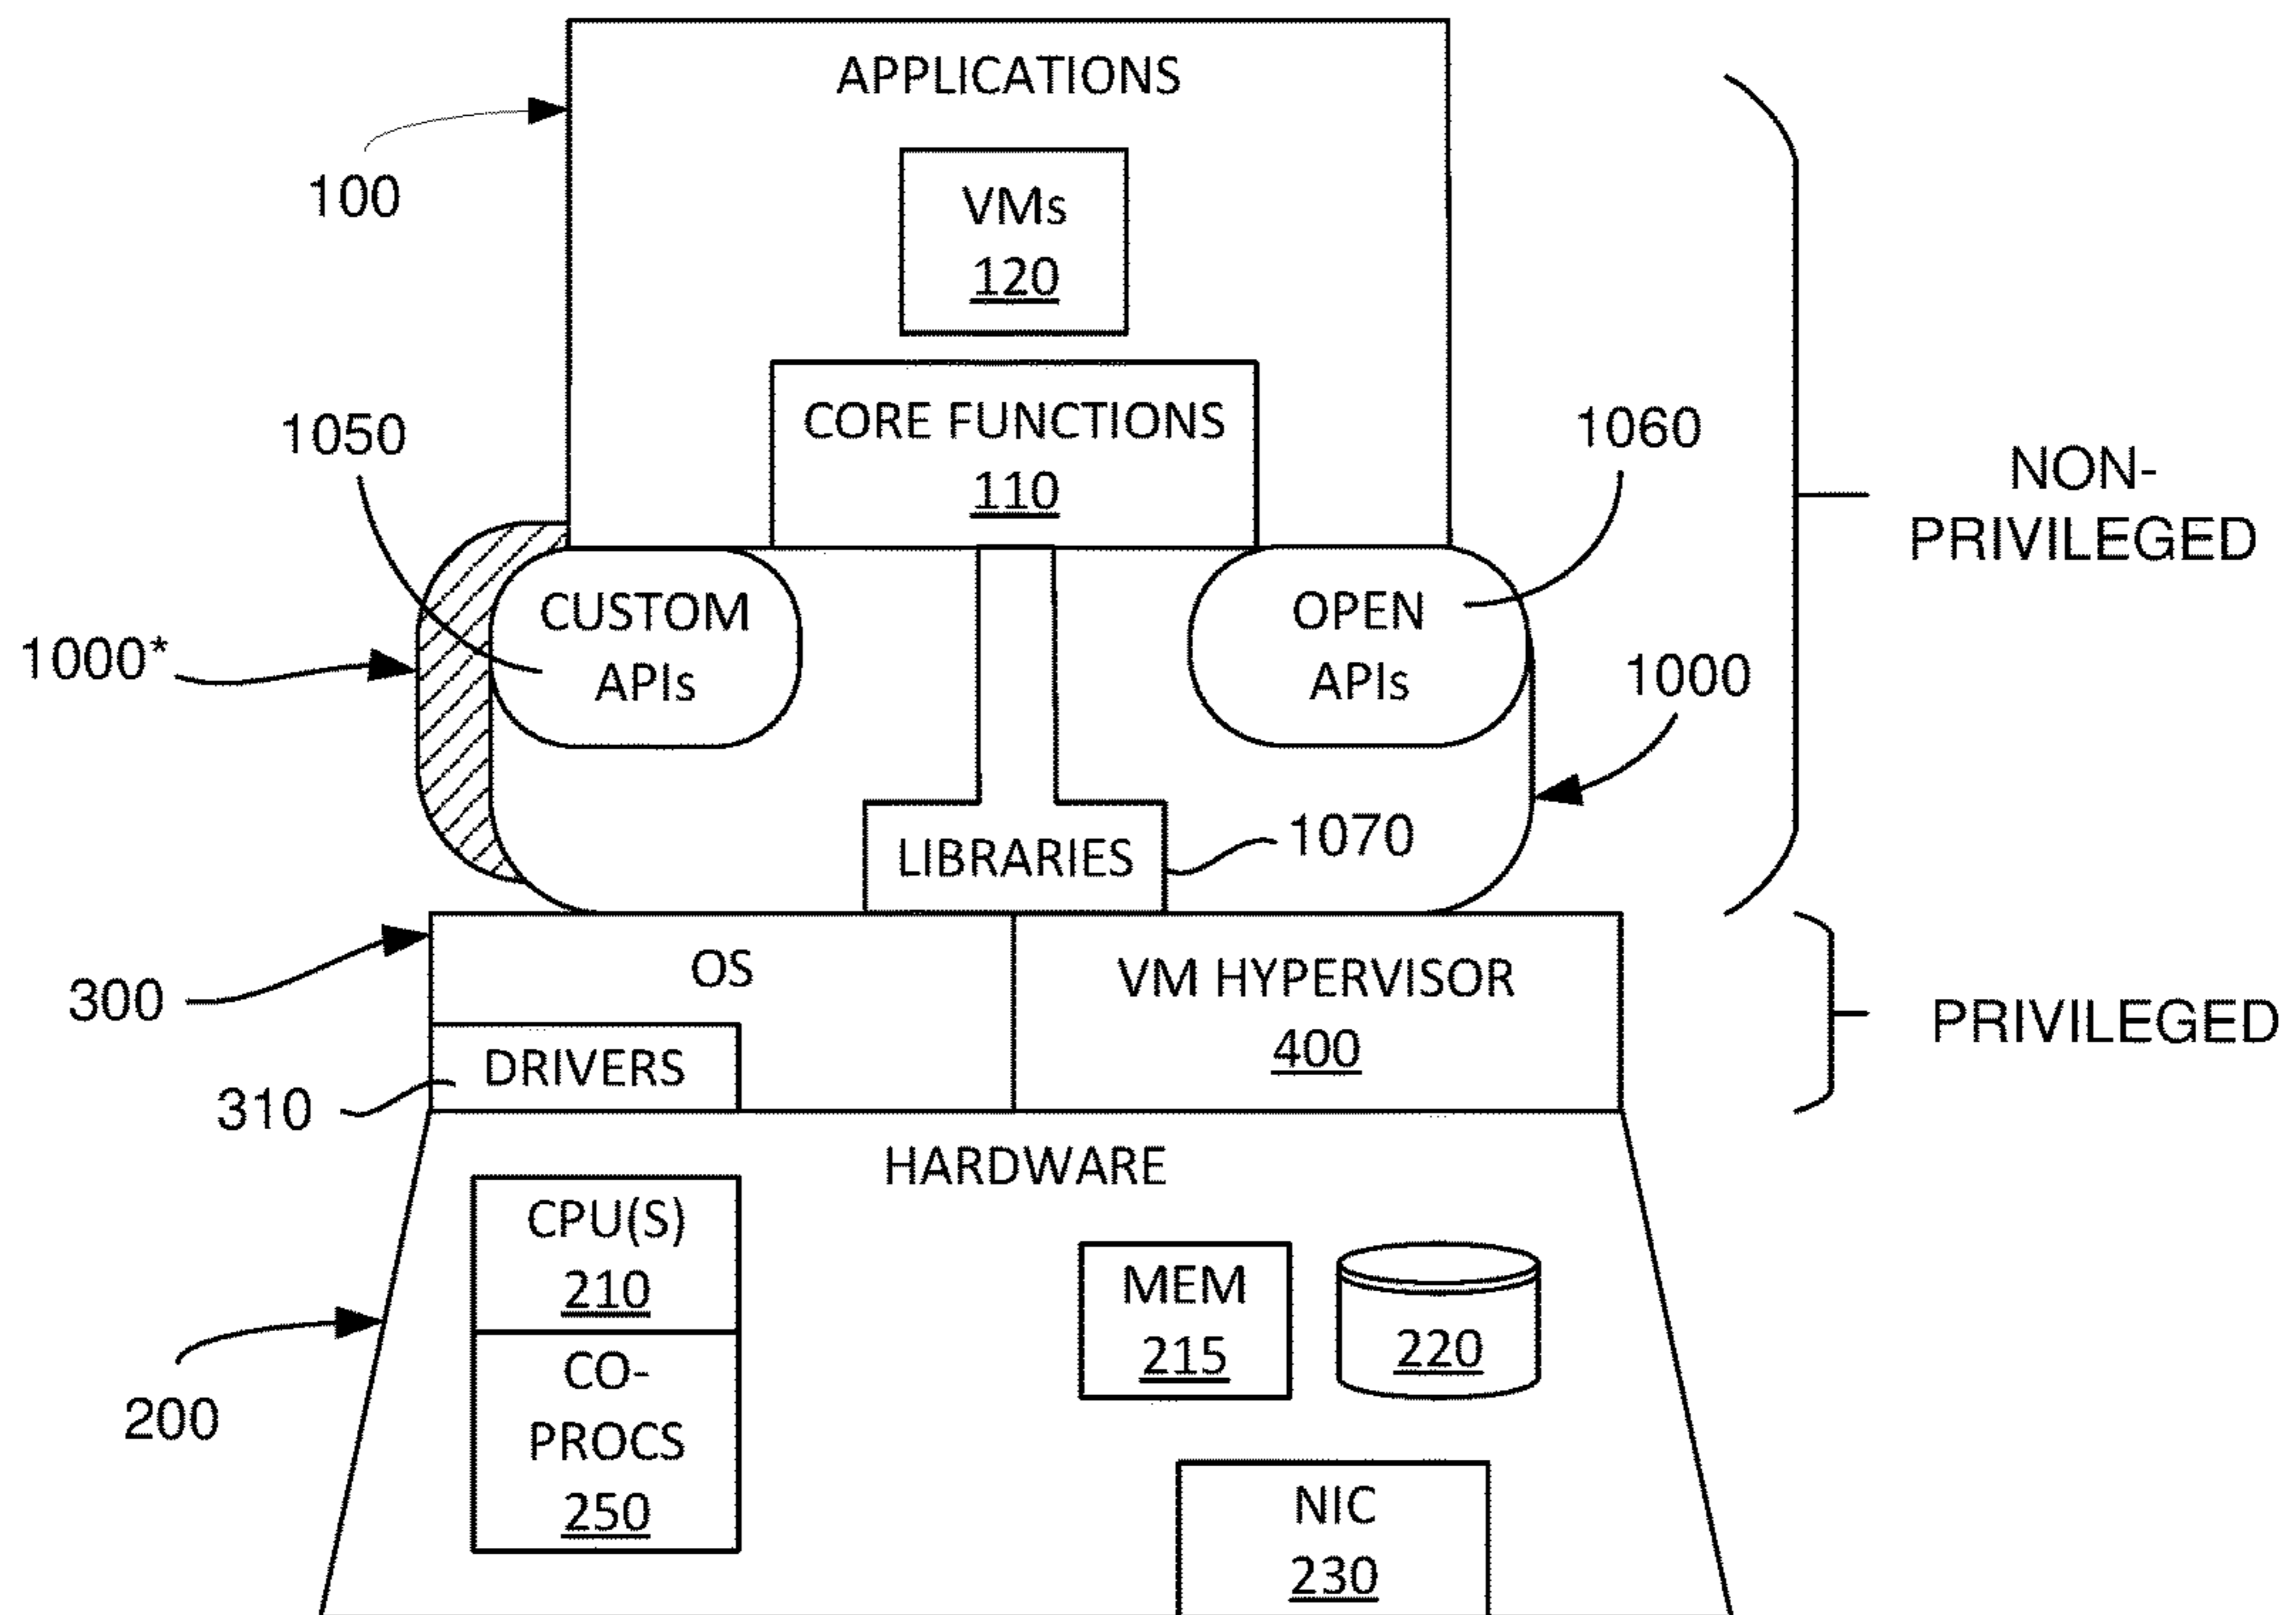 APPLICATIONS
100
VMs
120
CORE FUNCTIONS
110
1050
1060
NON-
PRIVILEGED
CUSTOM
APIs
OPEN
APIs
1000*
1000
LIBRARIES
1070
300
OS
VM HYPERVISOR
400
PRIVILEGED
DRIVERS
310
HARDWARE
CPU(S)
210
MEM
215
220
200
CO-
PROCS
250
NIC
230